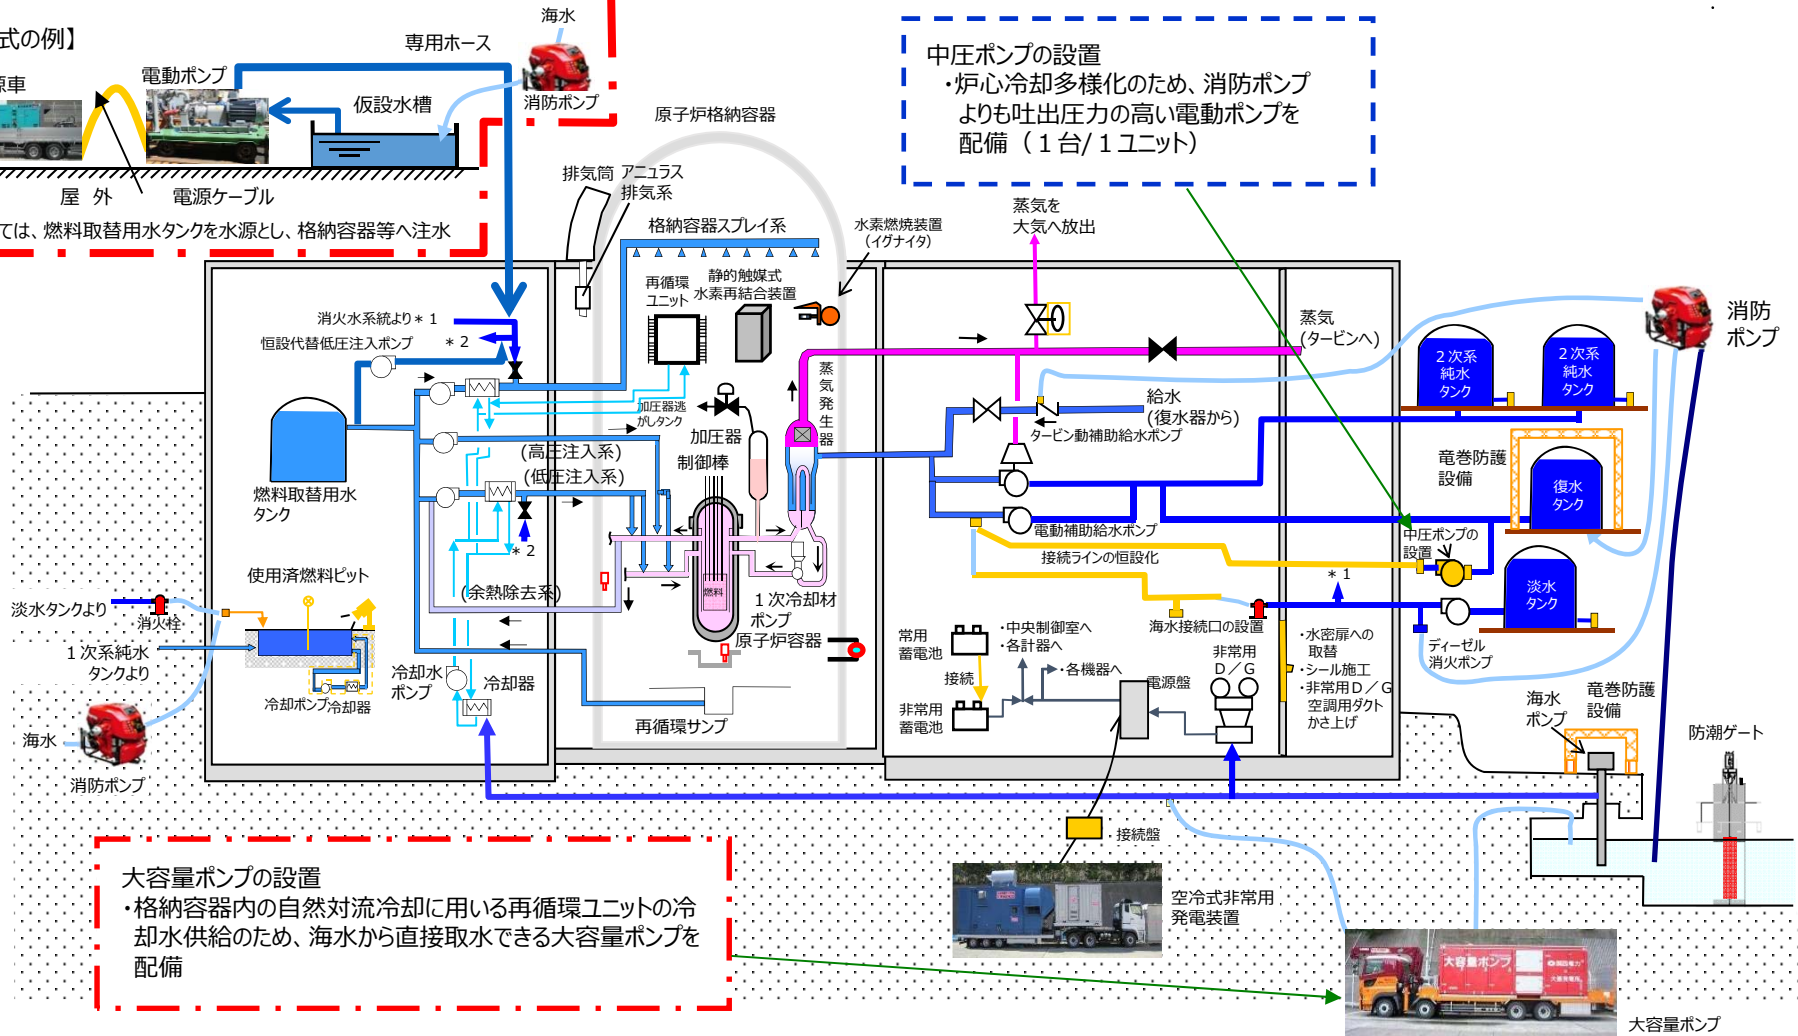 式の例】
源車
電動ポンプ
専用ホース
海水
消防ポンプ
仮設水槽
屋 外
電源ケーブル
ては、燃料取替用水タンクを水源とし、格納容器等へ注水
中圧ポンプの設置
・炉心冷却多様化のため、消防ポンプ
よりも吐出圧力の高い電動ポンプを
配備（１台/１ユニット）
原子炉格納容器
排気筒
アニュラス
排気系
格納容器スプレイ系
水素燃焼装置
（イグナイタ）
蒸気を
大気へ放出
再循環
ユニット
静的触媒式
水素再結合装置
消火水系統より＊１
恒設代替低圧注入ポンプ
＊２
蒸気
(タービンへ)
消防
ポンプ
２次系
純水
タンク
２次系
純水
タンク
蒸気発生器
加圧器逃
がしタンク
加圧器
制御棒
給水
(復水器から)
タービン動補助給水ポンプ
(高圧注入系)
(低圧注入系)
燃料取替用水
タンク
竜巻防護
設備
復水
タンク
電動補助給水ポンプ
中圧ポンプの
設置
接続ラインの恒設化
＊２
＊１
使用済燃料ピット
(余熱除去系)
燃料
１次冷却材
ポンプ
原子炉容器
淡水
タンク
淡水タンクより
消火栓
海水接続口の設置
ディーゼル
消火ポンプ
１次系純水
タンクより
冷却ポンプ
冷却器
冷却水
ポンプ
冷却器
常用
蓄電池
接続
非常用
蓄電池
・中央制御室へ
・各計器へ
・各機器へ
電源盤
非常用
Ｄ／Ｇ
・水密扉への
取替
・シール施工
・非常用Ｄ／Ｇ
空調用ダクト
かさ上げ
再循環サンプ
海水
消防ポンプ
海水
ポンプ
竜巻防護
設備
防潮ゲート
接続盤
大容量ポンプの設置
・格納容器内の自然対流冷却に用いる再循環ユニットの冷
却水供給のため、海水から直接取水できる大容量ポンプを
配備
空冷式非常用
発電装置
大容量ポンプ
大容量ポンプ